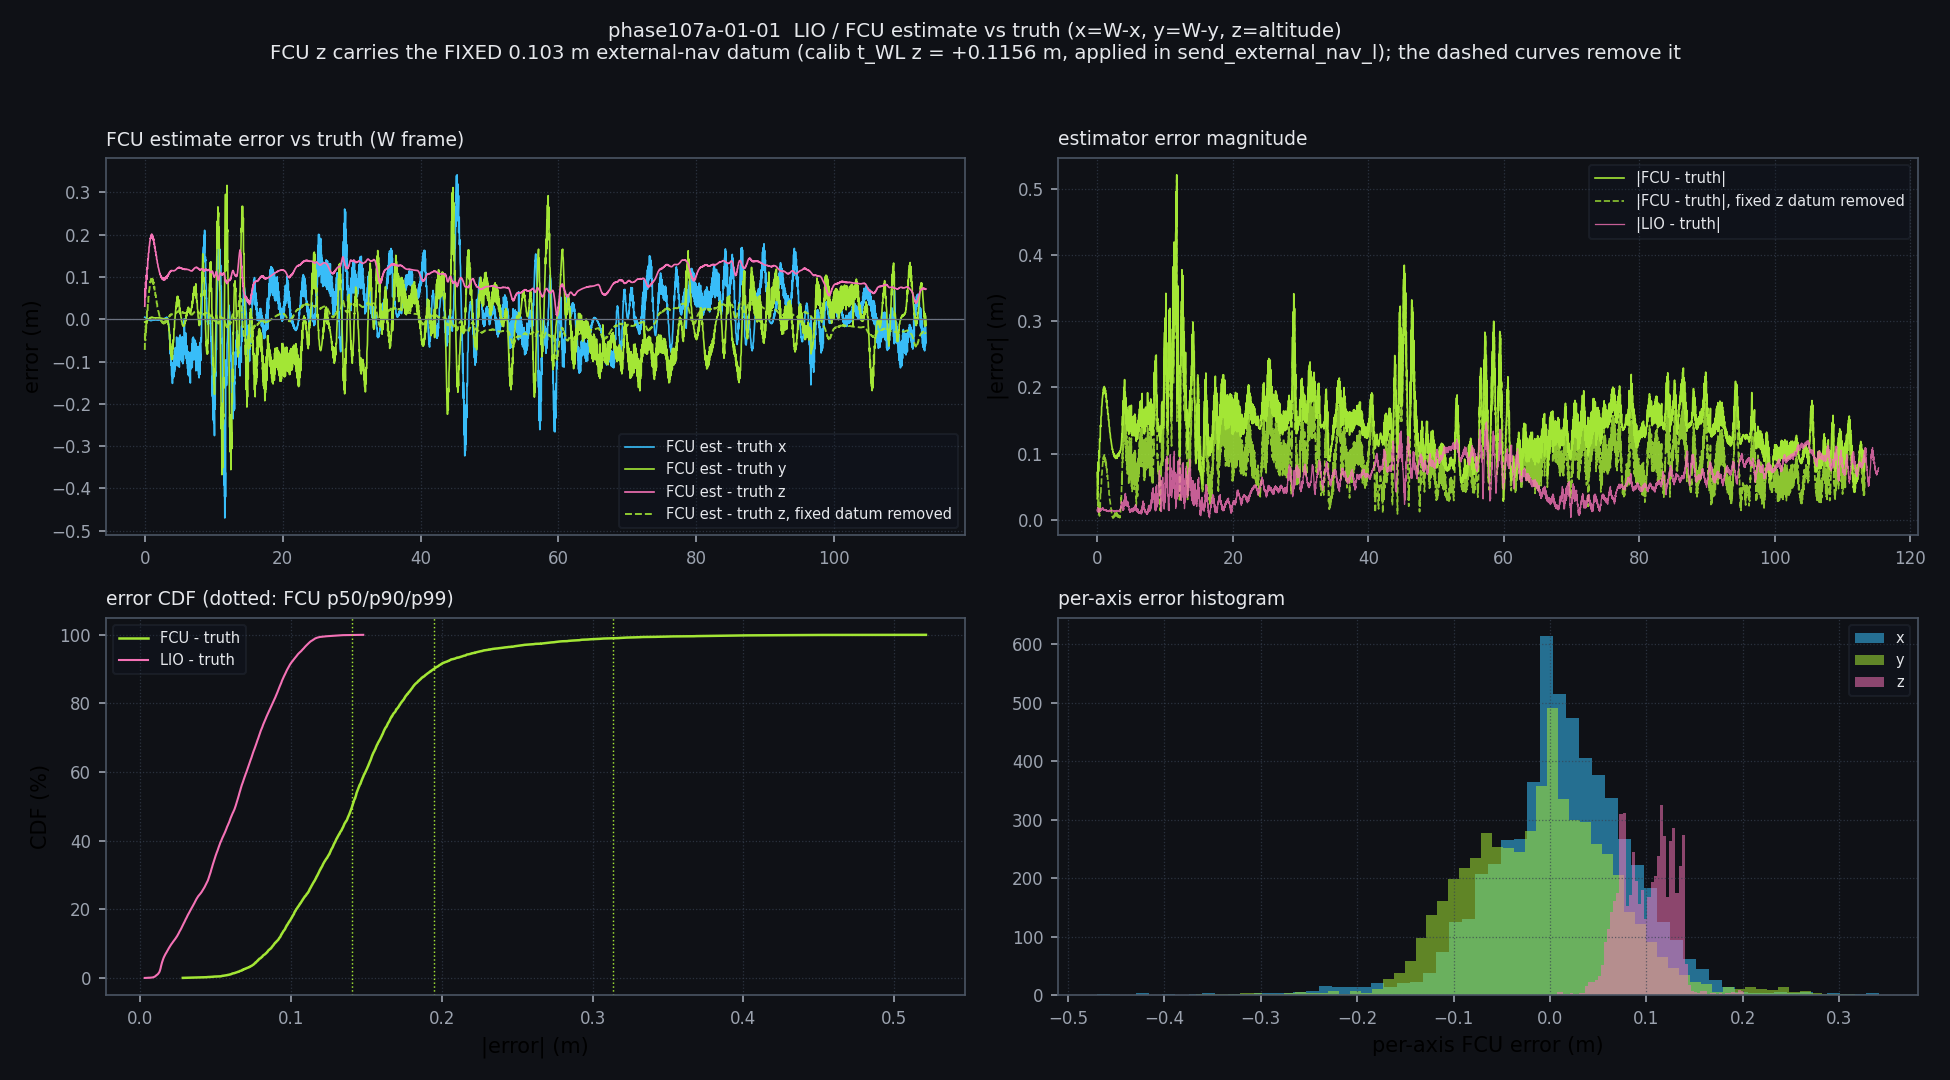 phase107a-01-01  LIO / FCU estimate vs truth (x=W-x, y=W-y, z=altitude)
FCU z carries the FIXED 0.103 m external-nav datum (calib t_WL z = +0.1156 m, applied in send_external_nav_l); the dashed curves remove it
FCU estimate error vs truth (W frame)
error (m)
0.3
0.2
0.1
0.0
−0.1
−0.2
−0.3
−0.4
−0.5
0 20 40 60 80 100
FCU est - truth x
FCU est - truth y
FCU est - truth z
FCU est - truth z, fixed datum removed
estimator error magnitude
|error| (m)
0.5
0.4
0.3
0.2
0.1
0.0
0 20 40 60 80 100 120
|FCU - truth|
|FCU - truth|, fixed z datum removed
|LIO - truth|
error CDF (dotted: FCU p50/p90/p99)
CDF (%)
100
80
60
40
20
0
0.0 0.1 0.2 0.3 0.4 0.5
|error| (m)
FCU - truth
LIO - truth
per-axis error histogram
600
500
400
300
200
100
0
−0.5 −0.4 −0.3 −0.2 −0.1 0.0 0.1 0.2 0.3
per-axis FCU error (m)
x
y
z